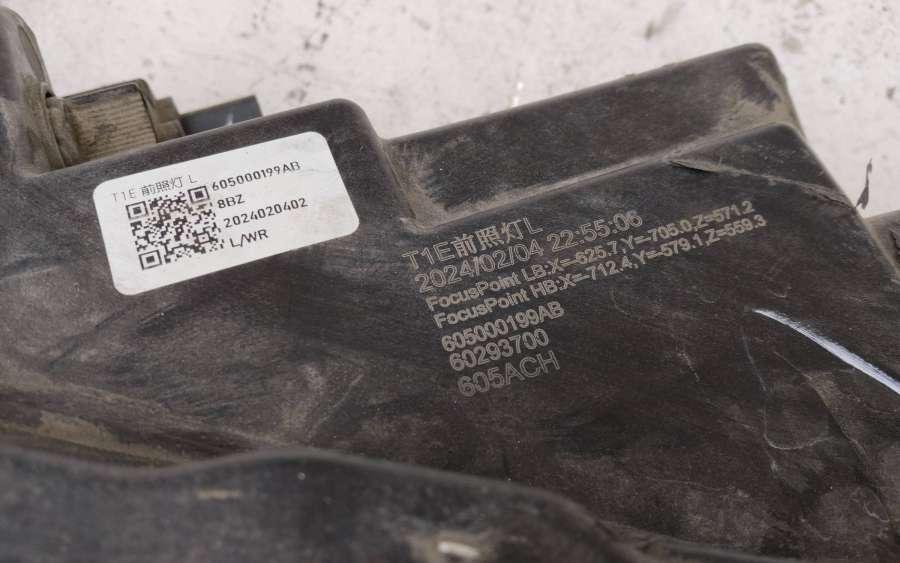 T1E 前照灯 L
605000199AB
8BZ
2024020402
L/WR
T1E前照灯L
2024/02/04 22:55:06
FocusPoint LB:X=-625.7,Y=-705.0,Z=571.2
FocusPoint HB:X=-712.4,Y=-579.1,Z=559.3
605000199AB
60293700
605ACH